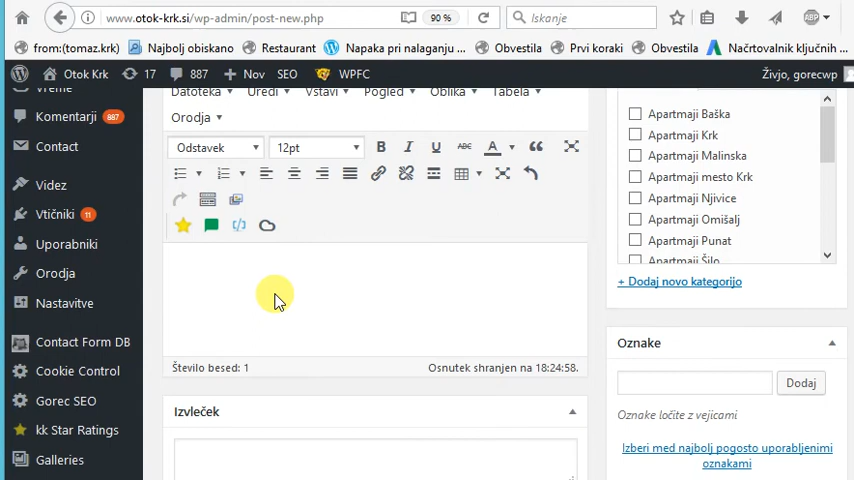 www.otok-krk.si/wp-admin/post-new.php
90 %
Iskanje
ABP
from:(tomaz.krk)
Najbolj obiskano
Restaurant
Napaka pri nalaganju ...
Obvestila
Prvi koraki
Obvestila
Načrtovalnik ključnih ...
Otok Krk
17
887
Nov
SEO
WPFC
Živjo, gorecwp
Vreme
Komentarji 887
Contact
Videz
Vtičniki 11
Uporabniki
Orodja
Nastavitve
Contact Form DB
Cookie Control
Gorec SEO
kk Star Ratings
Galleries
Datoteka
Uredi
Vstavi
Pogled
Oblika
Tabela
Orodja
Odstavek
12pt
B
I
U
ABC
A
Število besed: 1
Osnutek shranjen na 18:24:58.
Izvleček
Apartmaji Baška
Apartmaji Krk
Apartmaji Malinska
Apartmaji mesto Krk
Apartmaji Njivice
Apartmaji Omišalj
Apartmaji Punat
Apartmaji Šilo
+ Dodaj novo kategorijo
Oznake
Dodaj
Oznake ločite z vejicami
Izberi med najbolj pogosto uporabljenimi
oznakami